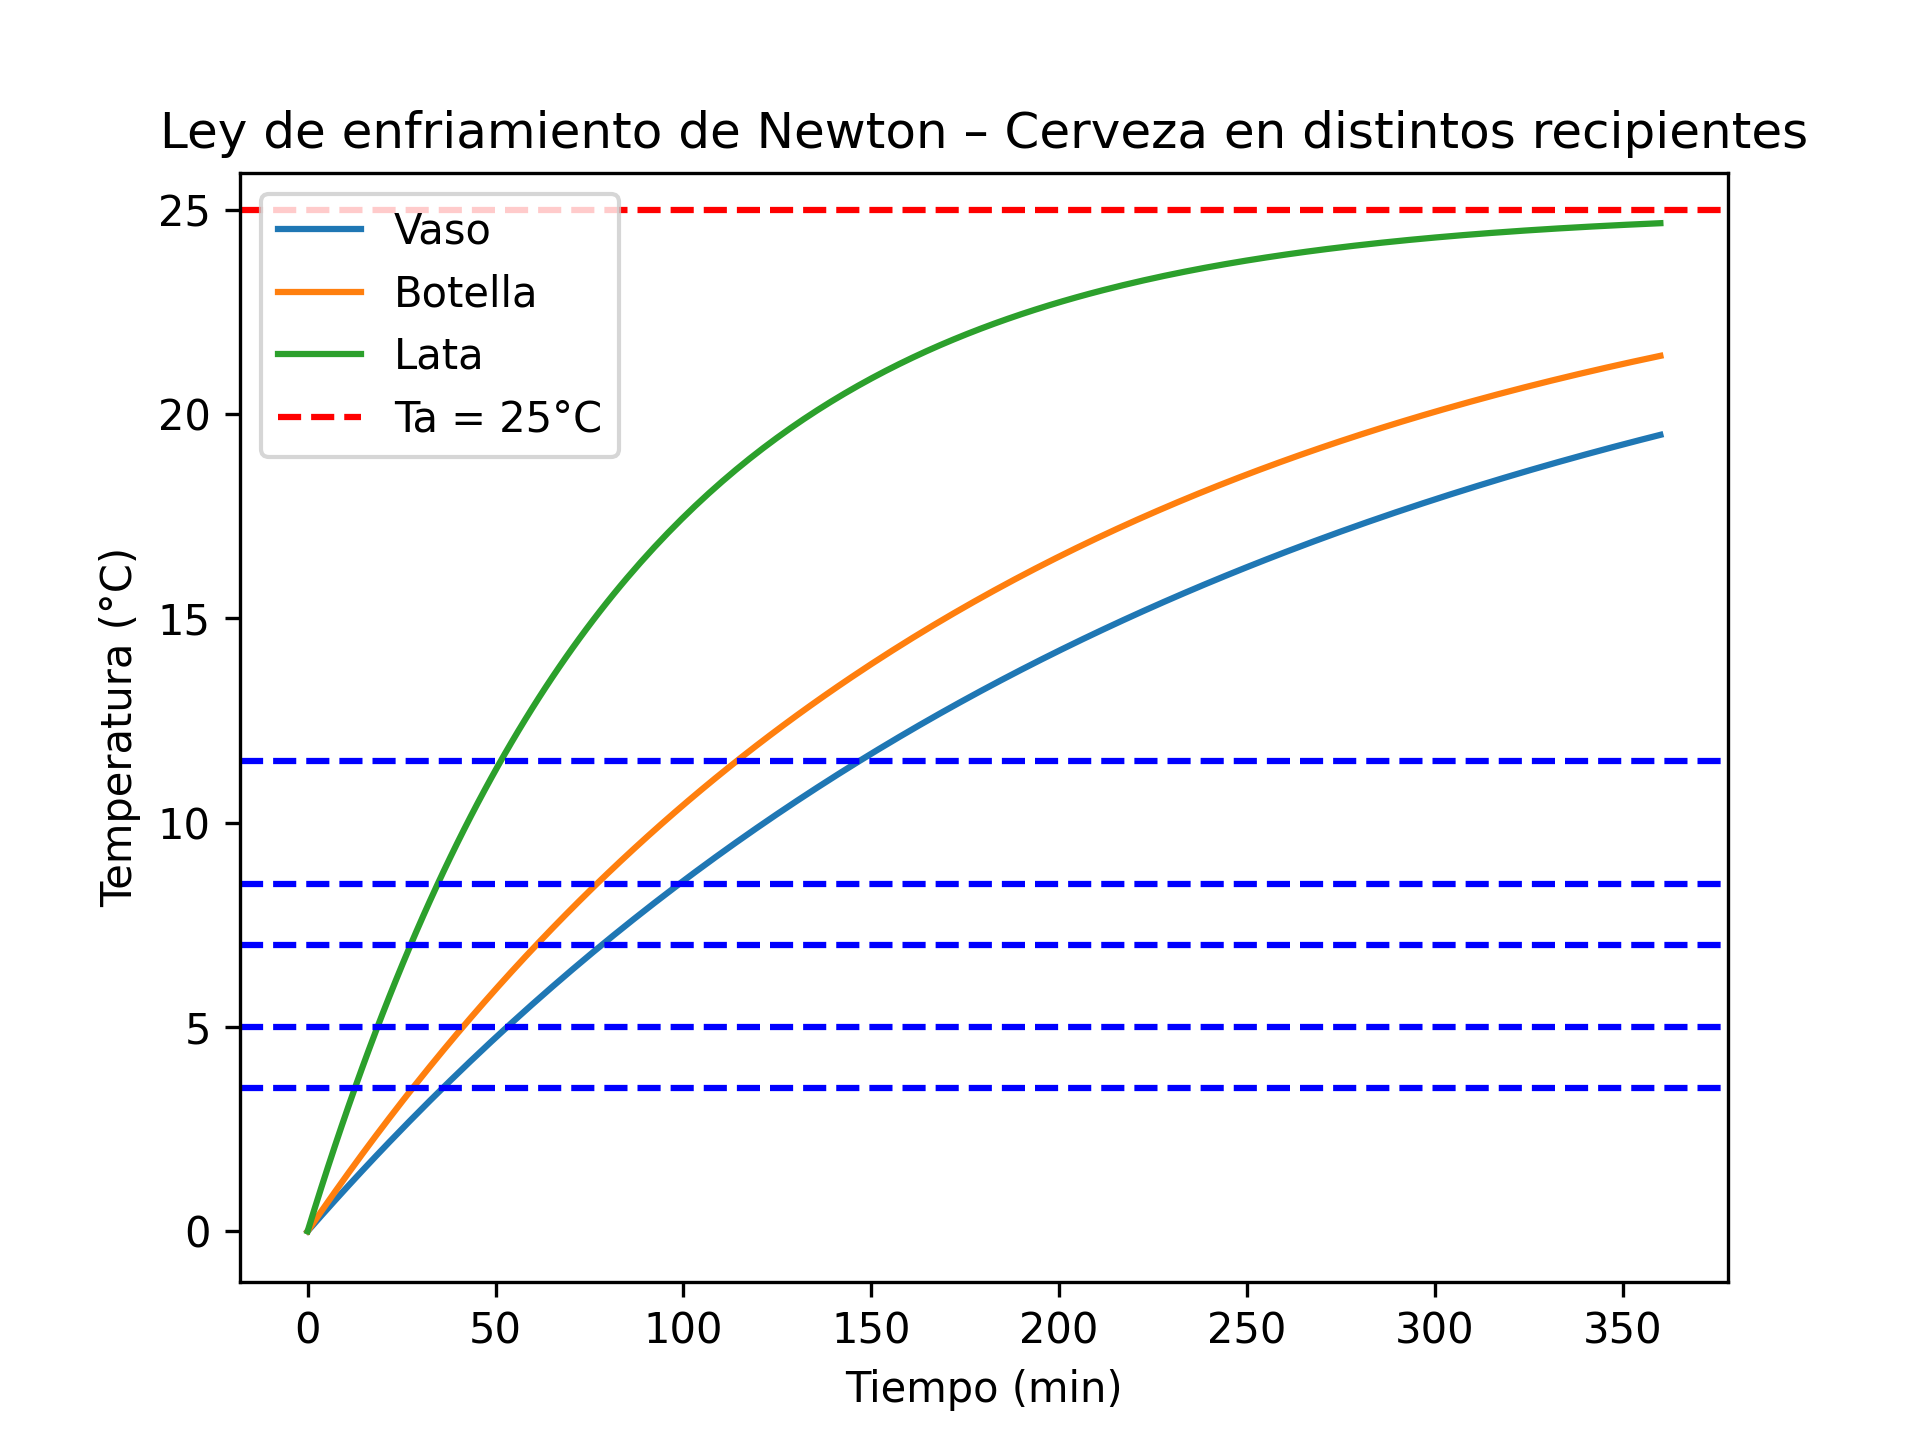 Ley de enfriamiento de Newton – Cerveza en distintos recipientes
25
20
15
10
5
0
Temperatura (°C)
Vaso
Botella
Lata
Ta = 25°C
0 50 100 150 200 250 300 350
Tiempo (min)